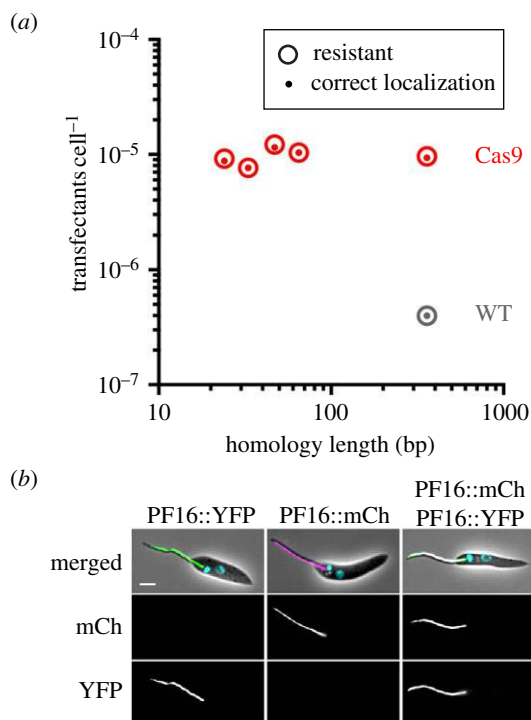 (a)
10⁻⁴
resistant
correct localization
10⁻⁵
Cas9
transfectants cell⁻¹
10⁻⁶
WT
10⁻⁷
10
100
1000
homology length (bp)
(b)
PF16::YFP
PF16::mCh
PF16::mCh
PF16::YFP
merged
mCh
YFP